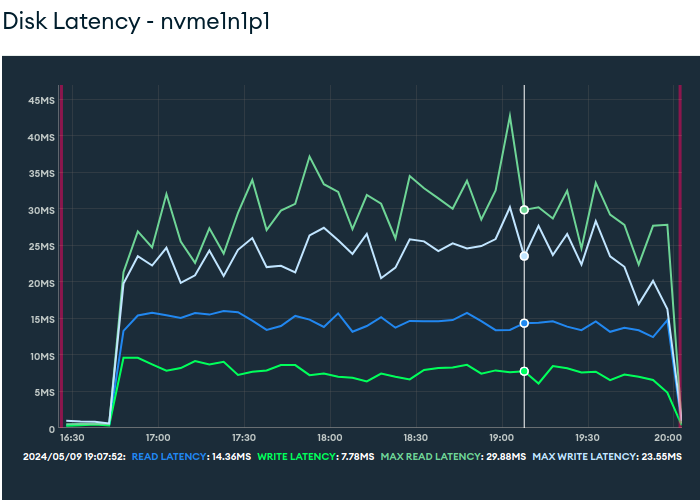 Disk Latency - nvme1n1p1
45MS
40MS
35MS
30MS
25MS
20MS
15MS
10MS
5MS
0
16:30 17:00 17:30 18:00 18:30 19:00 19:30 20:00
2024/05/09 19:07:52: READ LATENCY: 14.36MS WRITE LATENCY: 7.78MS MAX READ LATENCY: 29.88MS MAX WRITE LATENCY: 23.55MS